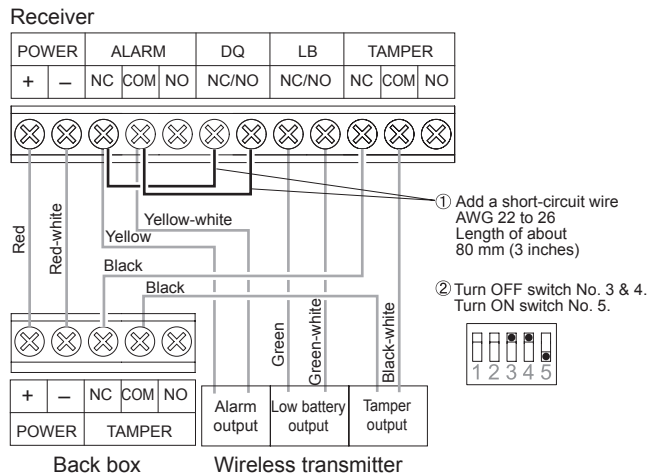 Receiver
POWER ALARM DQ LB TAMPER
+ – NC COM NO NC/NO NC/NO NC COM NO
① Add a short-circuit wire
AWG 22 to 26
Length of about
80 mm (3 inches)
Red
Red-white
Yellow-white
Yellow
Black
Black
② Turn OFF switch No. 3 & 4.
Turn ON switch No. 5.
1 2 3 4 5
Green
Green-white
Black-white
+ – NC COM NO
POWER TAMPER
Back box
Alarm
output
Low battery
output
Tamper
output
Wireless transmitter